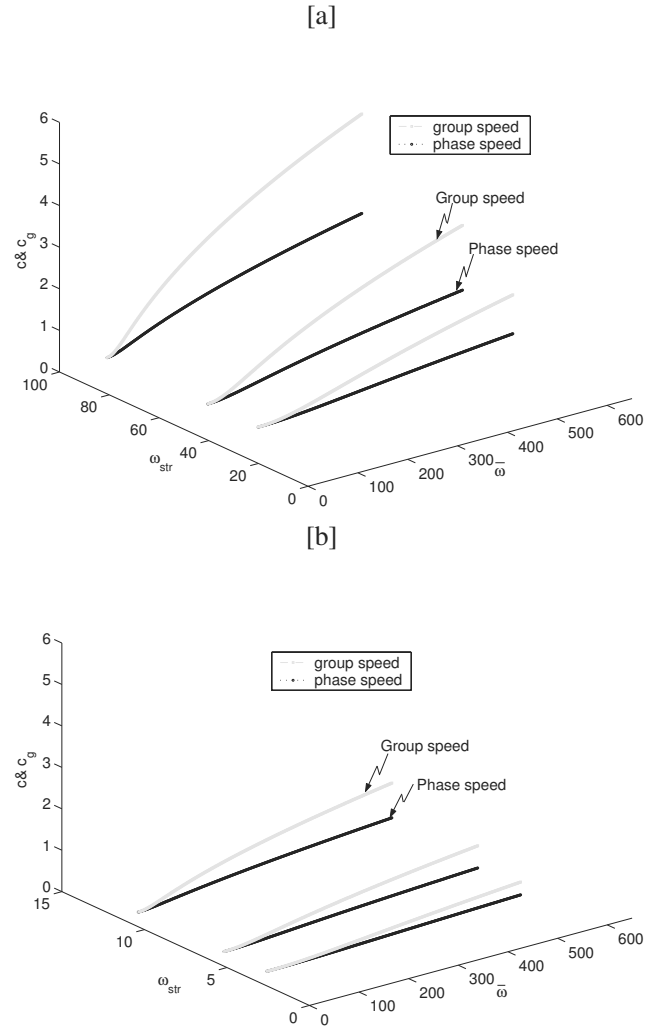 [a]
6
5
4
3
2
1
0
c& c_g
group speed
phase speed
Group speed
Phase speed
100
80
60
40
20
0
ω_str
0
100
200
300
400
500
600
ω̅
[b]
6
5
4
3
2
1
0
c& c_g
group speed
phase speed
Group speed
Phase speed
15
10
5
0
ω_str
0
100
200
300
400
500
600
ω̅